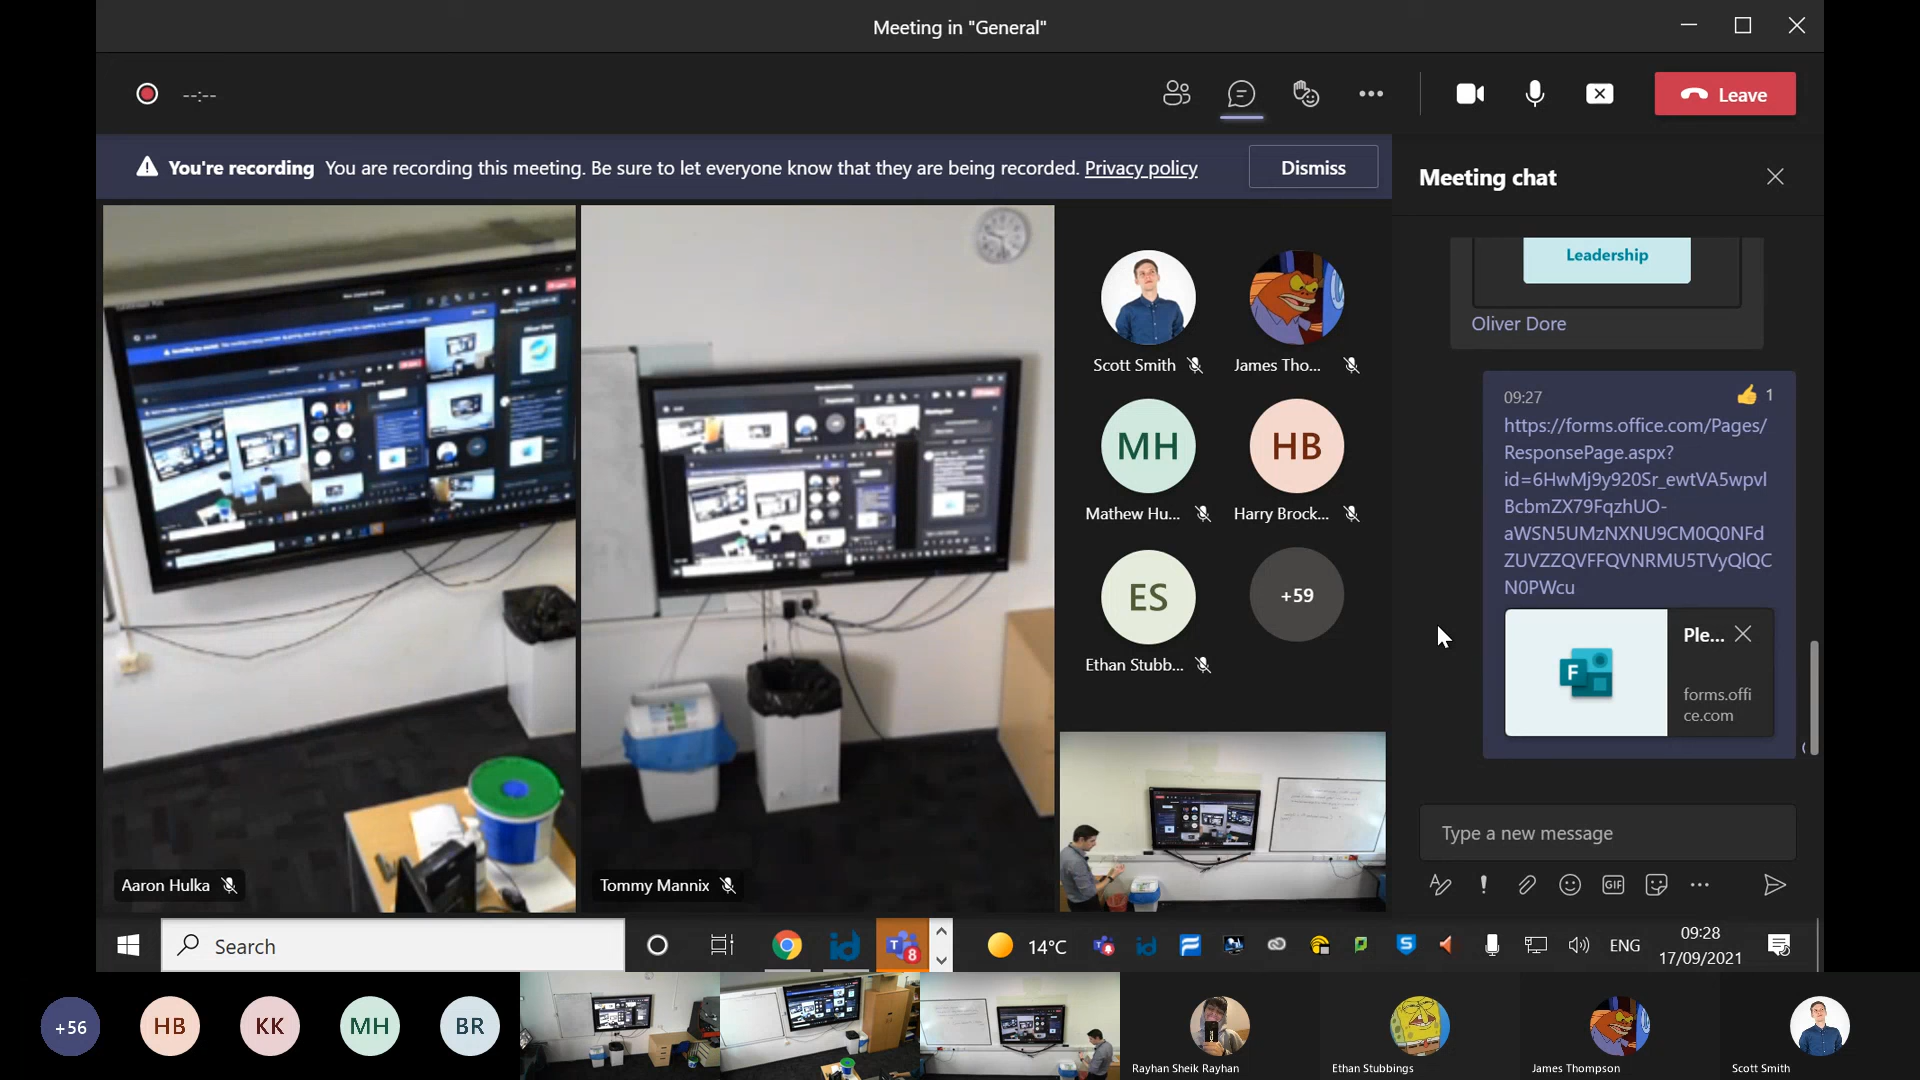 Meeting in "General"
--:--
Leave
You're recording You are recording this meeting. Be sure to let everyone know that they are being recorded. Privacy policy
Dismiss
Meeting chat
Leadership
Oliver Dore
09:27
1
https://forms.office.com/Pages/
ResponsePage.aspx?
id=6HwMj9y920Sr_ewtVA5wpvl
BcbmZX79FqzhUO-
aWSN5UMzNXNU9CM0Q0NFd
ZUVZZQVFFQVNRMU5TVyQlQC
N0PWcu
F
Ple...
forms.offi
ce.com
Type a new message
GIF
Scott Smith
James Tho...
MH
HB
Mathew Hu...
Harry Brock...
ES
+59
Ethan Stubb...
Aaron Hulka
Tommy Mannix
Search
T
8
14°C
ENG
09:28
17/09/2021
+56
HB
KK
MH
BR
Rayhan Sheik Rayhan
Ethan Stubbings
James Thompson
Scott Smith